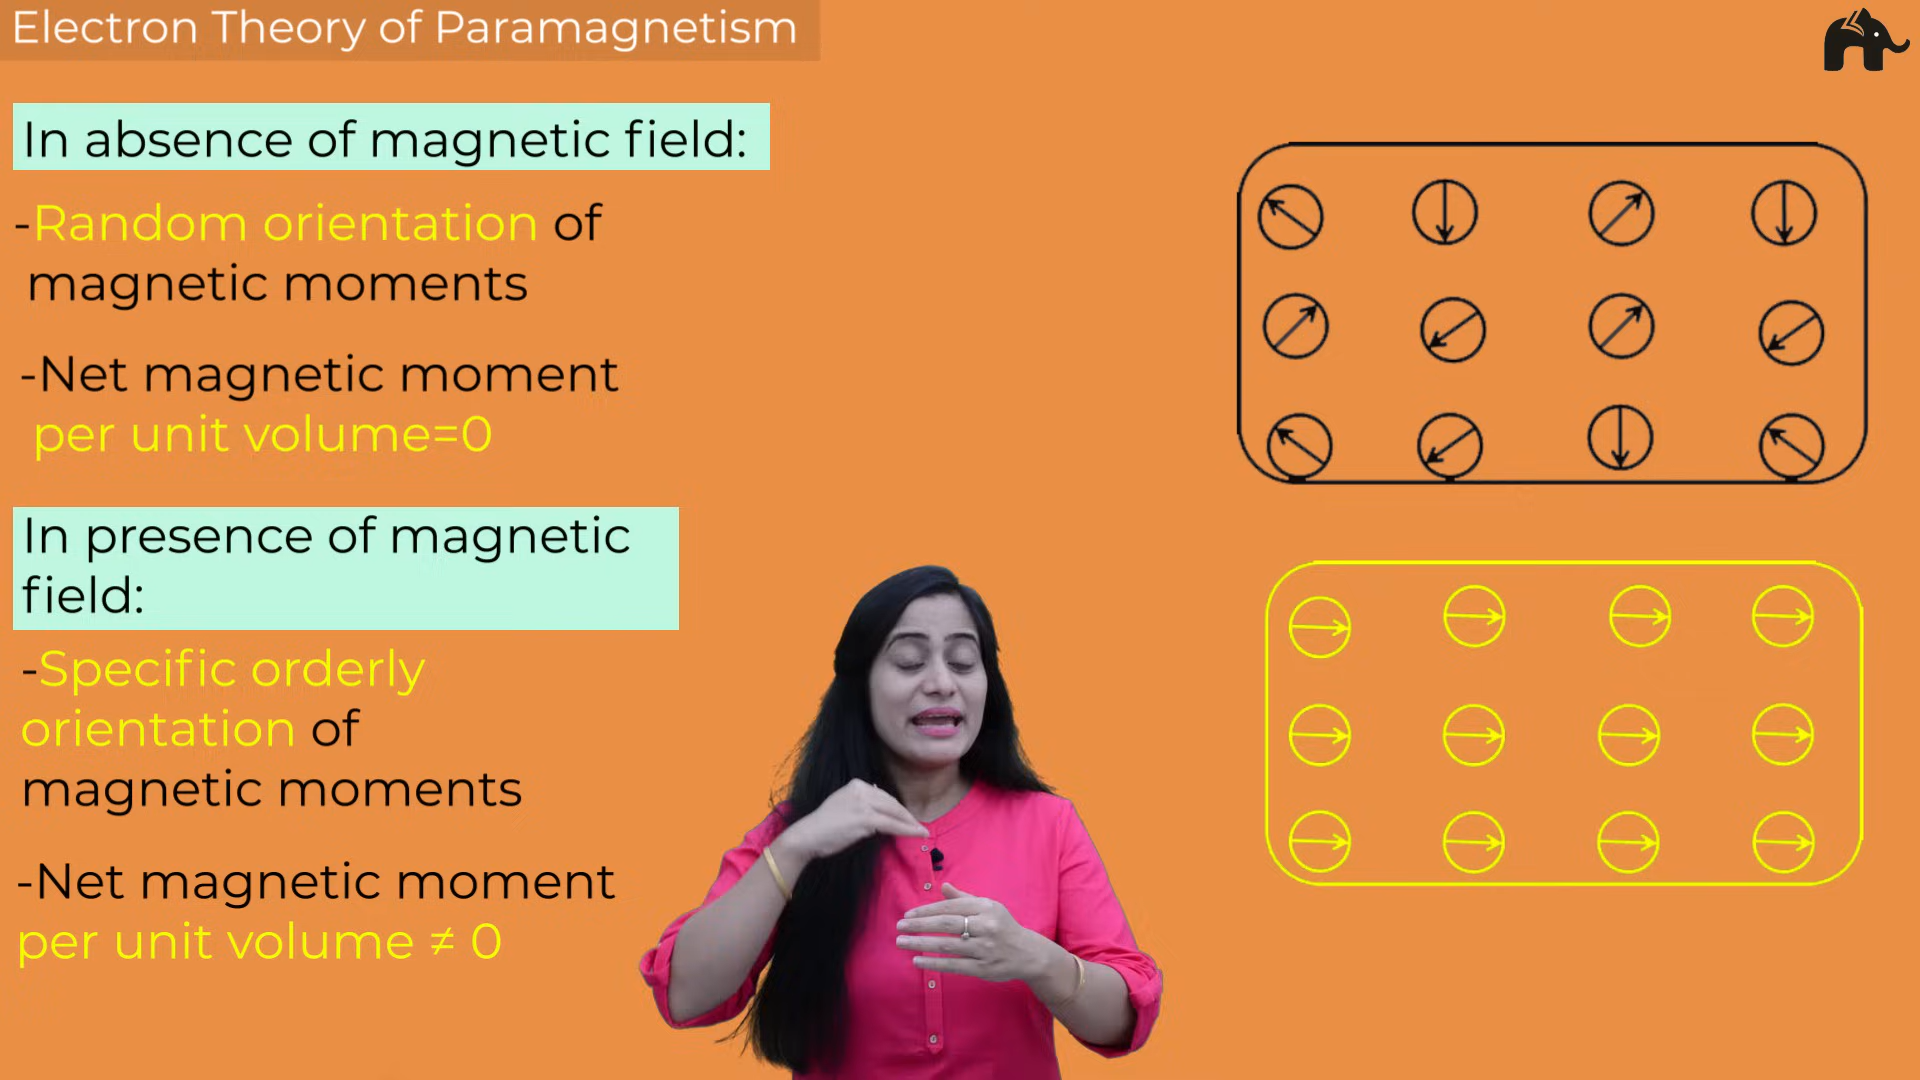 Electron Theory of Paramagnetism
In absence of magnetic field:
-Random orientation of
magnetic moments
-Net magnetic moment
per unit volume=0
In presence of magnetic
field:
-Specific orderly
orientation of
magnetic moments
-Net magnetic moment
per unit volume ≠ 0